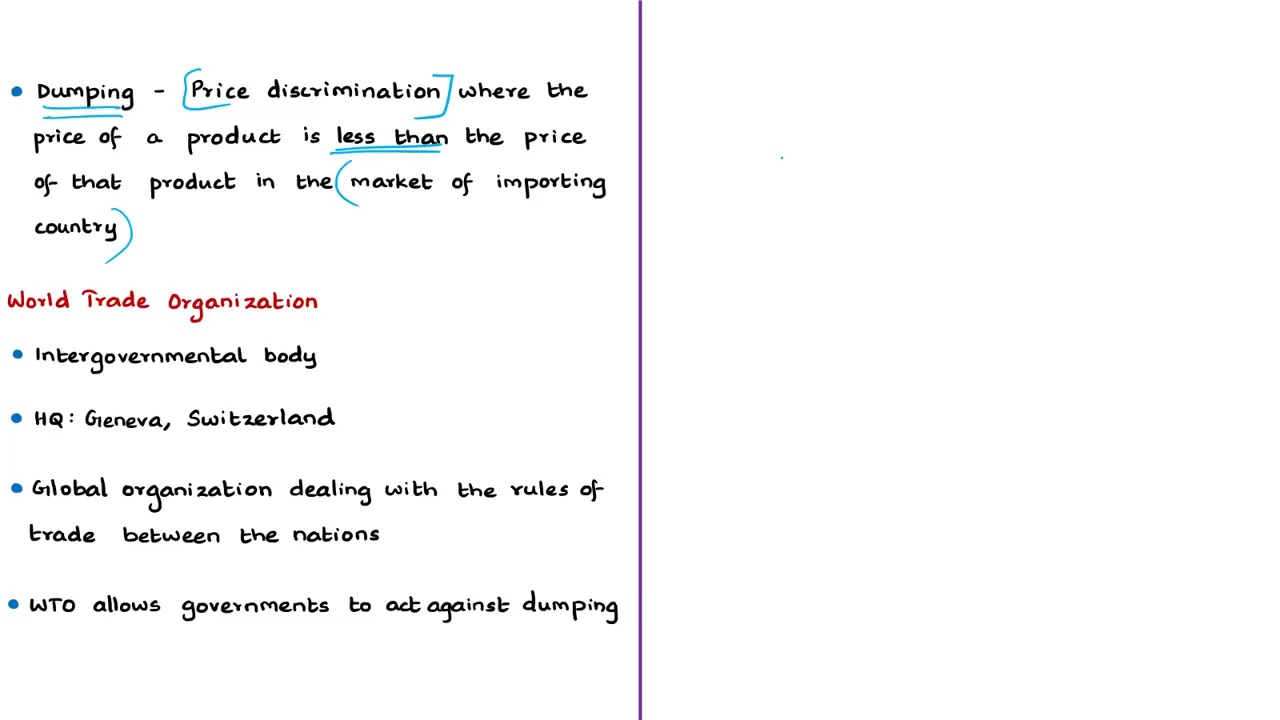 • Dumping - [Price discrimination] where the
price of a product is less than the price
of that product in the (market of importing
country)
World Trade Organization
• Intergovernmental body
• HQ: Geneva, Switzerland
• Global organization dealing with the rules of
trade between the nations
• WTO allows governments to act against dumping